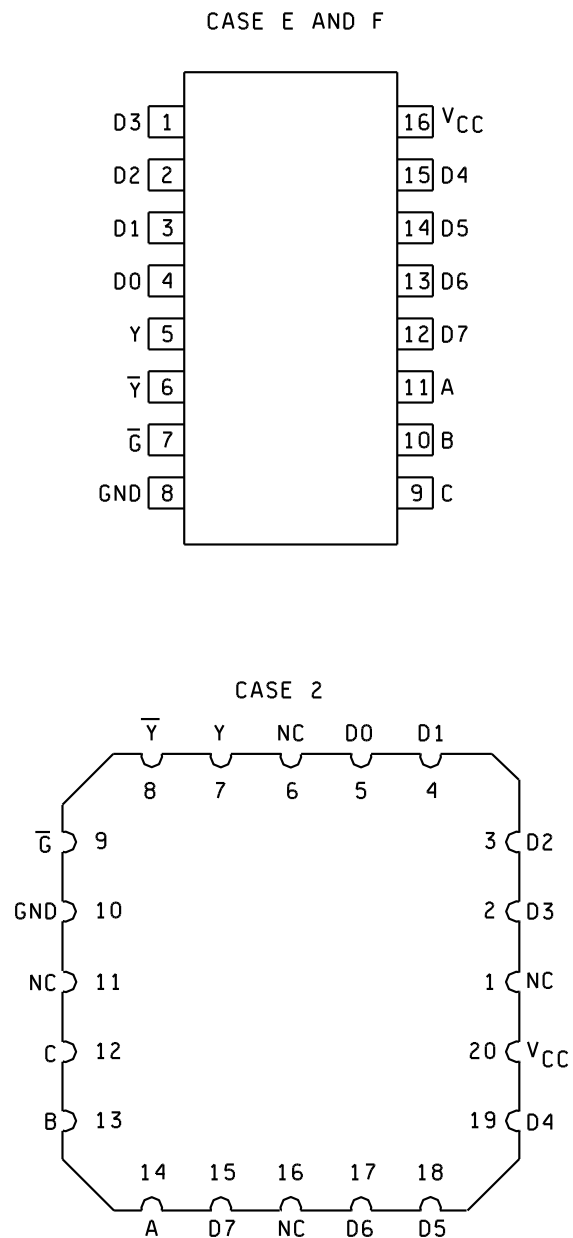 CASE E AND F
D3 1 16 VCC
D2 2 15 D4
D1 3 14 D5
D0 4 13 D6
Y 5 12 D7
Y̅ 6 11 A
G̅ 7 10 B
GND 8 9 C
CASE 2
Y̅ Y NC D0 D1
8 7 6 5 4
G̅ 9 3 D2
GND 10 2 D3
NC 11 1 NC
C 12 20 VCC
B 13 19 D4
14 15 16 17 18
A D7 NC D6 D5